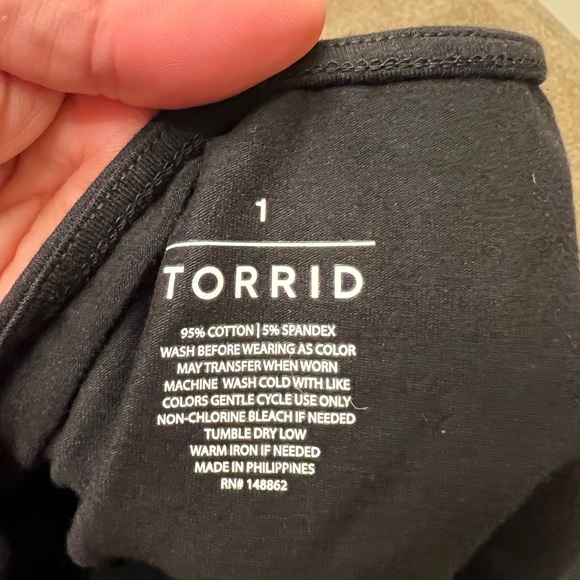 1
TORRID
95% COTTON | 5% SPANDEX
WASH BEFORE WEARING AS COLOR
MAY TRANSFER WHEN WORN
MACHINE WASH COLD WITH LIKE
COLORS GENTLE CYCLE USE ONLY
NON-CHLORINE BLEACH IF NEEDED
TUMBLE DRY LOW
WARM IRON IF NEEDED
MADE IN PHILIPPINES
RN# 148862